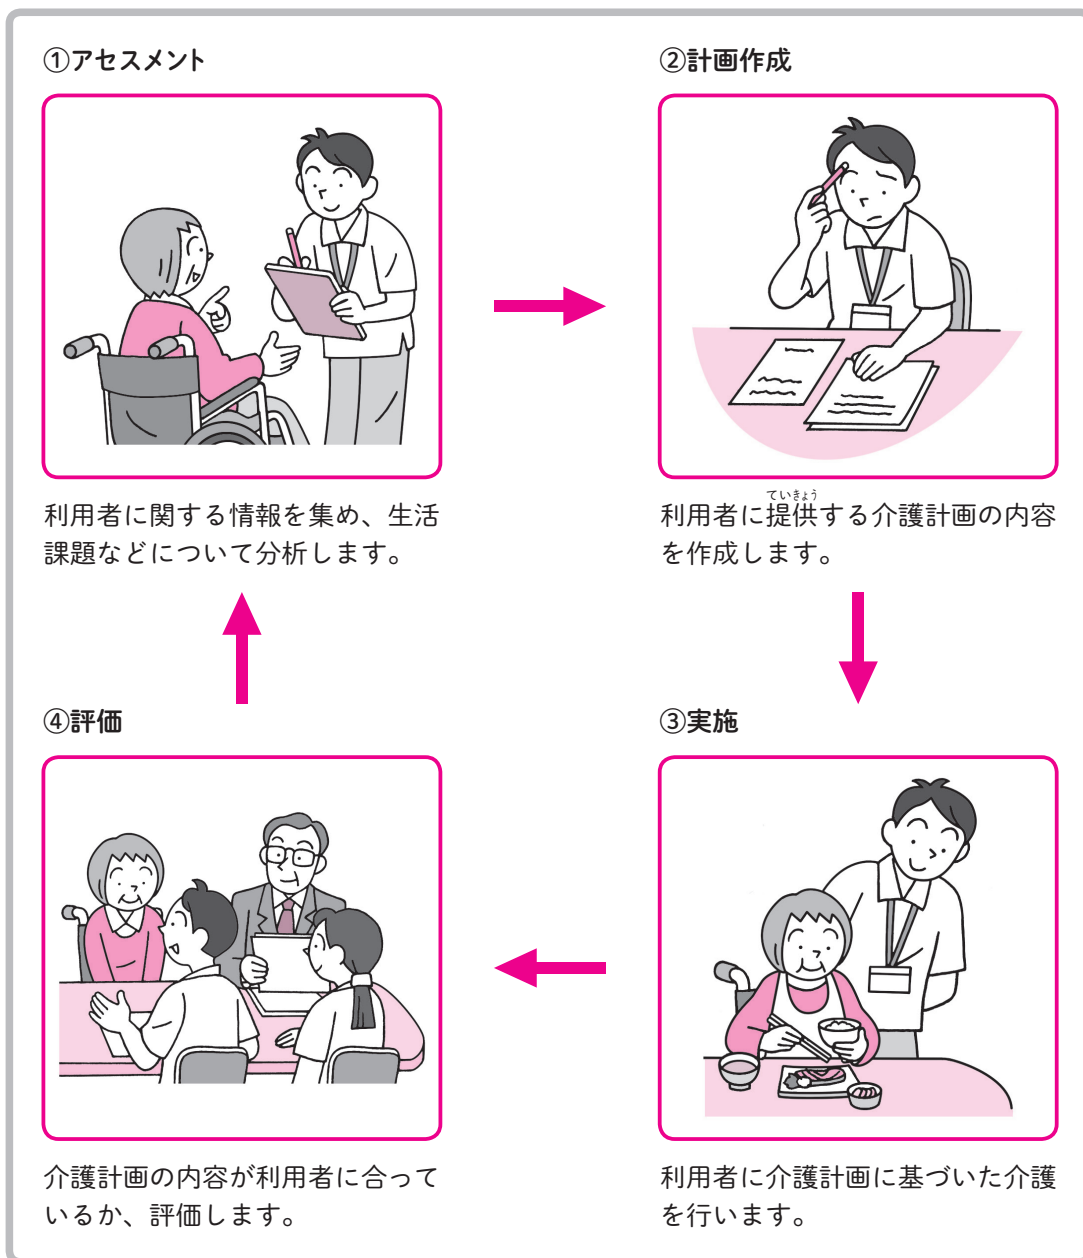 ①アセスメント
利用者に関する情報を集め、生活
課題などについて分析します。
②計画作成
ていきょう
利用者に提供する介護計画の内容
を作成します。
③実施
利用者に介護計画に基づいた介護
を行います。
④評価
介護計画の内容が利用者に合って
いるか、評価します。